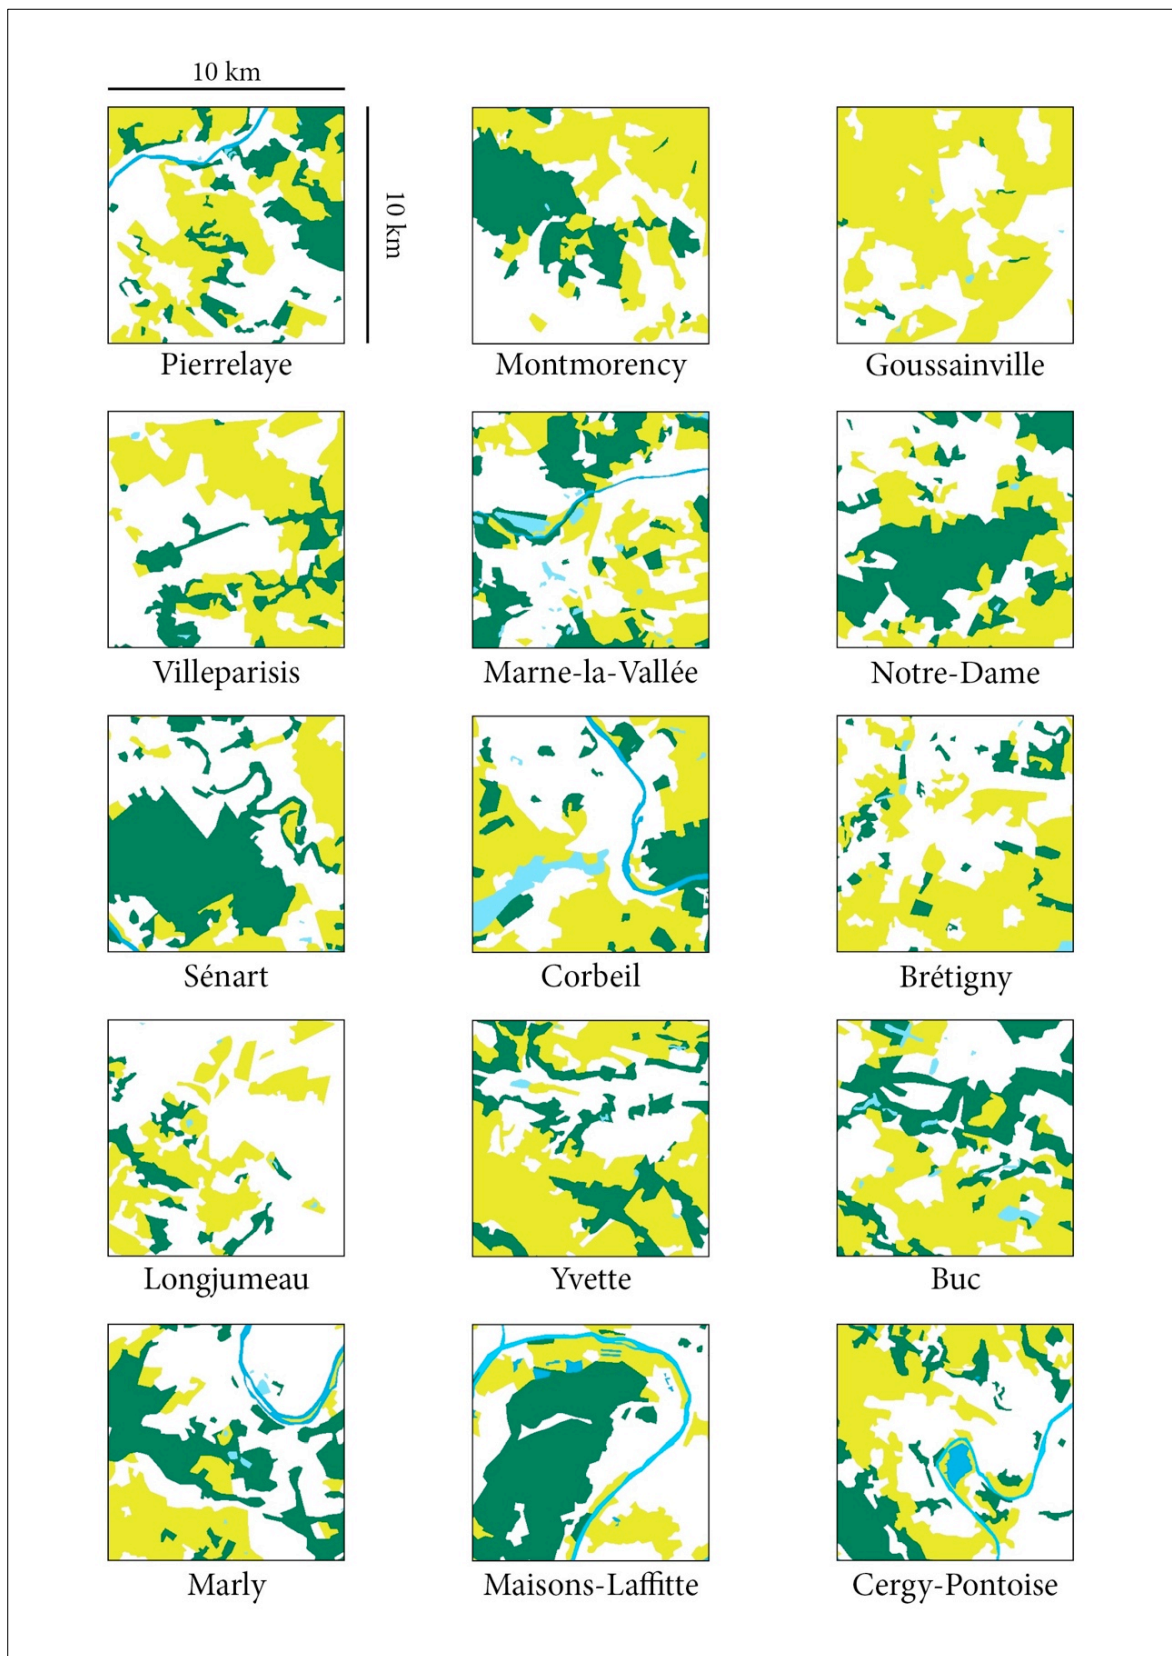 10 km
10 km
Pierrelaye
Montmorency
Goussainville
Villeparisis
Marne-la-Vallée
Notre-Dame
Sénart
Corbeil
Brétigny
Longjumeau
Yvette
Buc
Marly
Maisons-Laffitte
Cergy-Pontoise